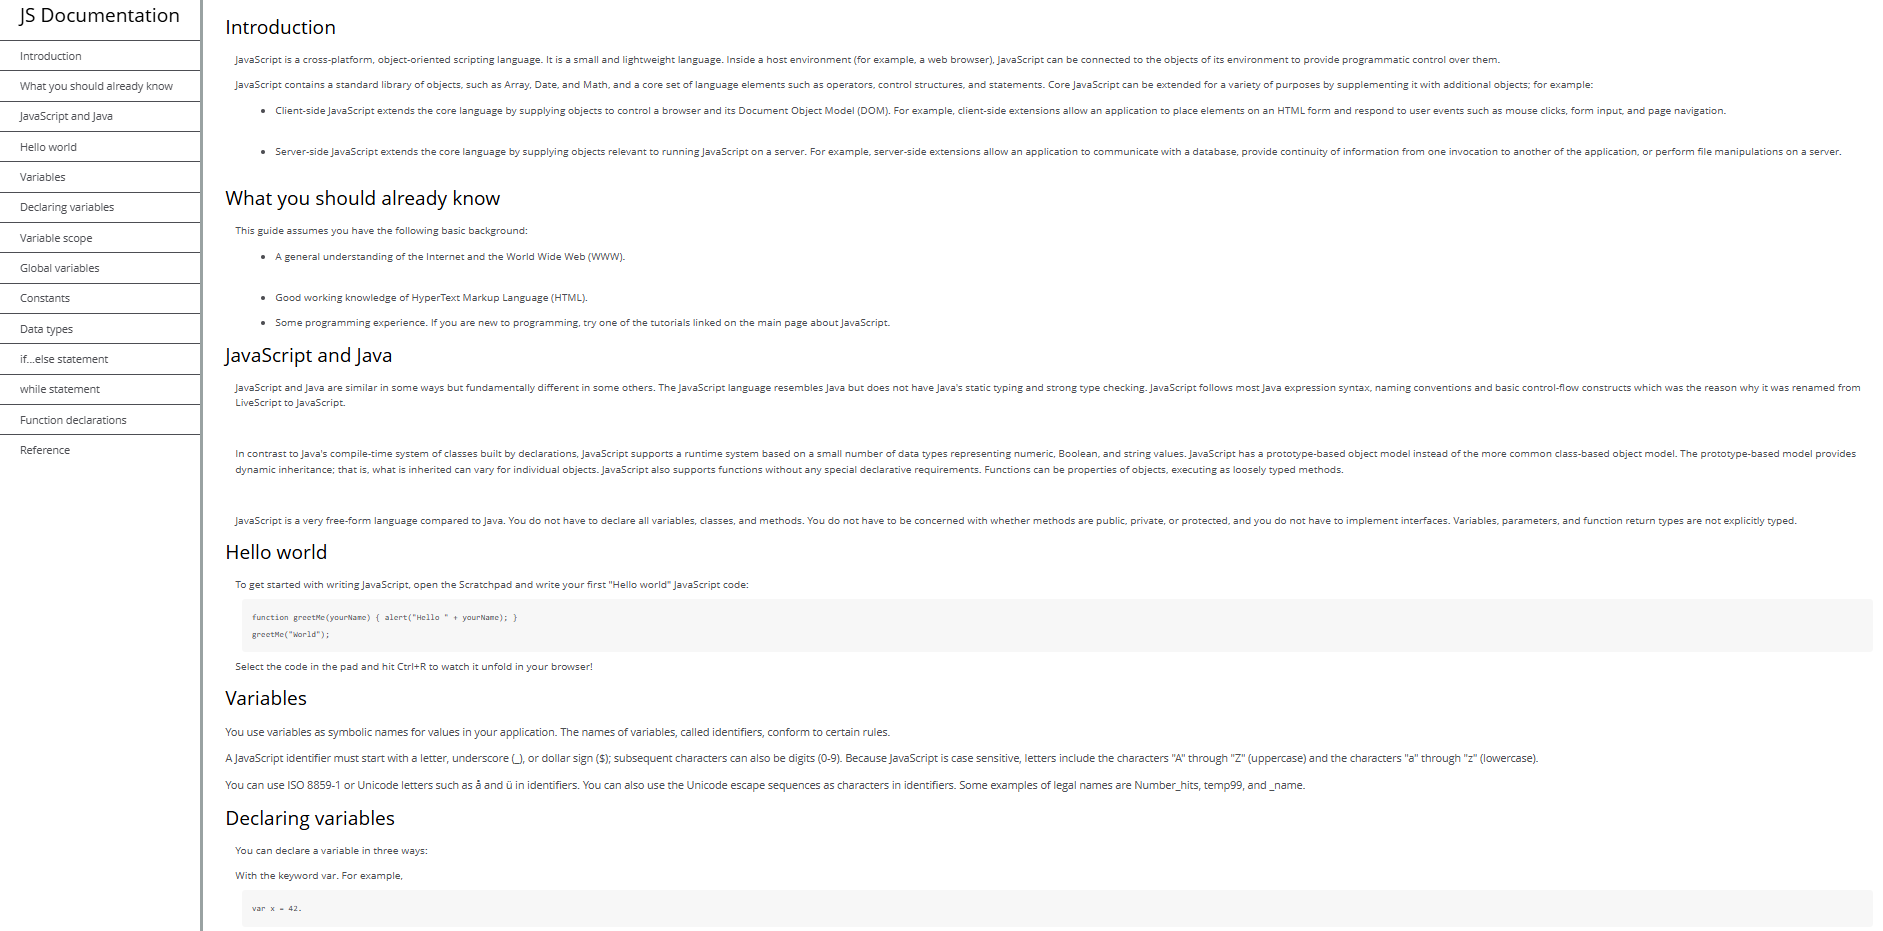 JS Documentation
Introduction
What you should already know
JavaScript and Java
Hello world
Variables
Declaring variables
Variable scope
Global variables
Constants
Data types
if...else statement
while statement
Function declarations
Reference
Introduction
JavaScript is a cross-platform, object-oriented scripting language. It is a small and lightweight language. Inside a host environment (for example, a web browser), JavaScript can be connected to the objects of its environment to provide programmatic control over them.
JavaScript contains a standard library of objects, such as Array, Date, and Math, and a core set of language elements such as operators, control structures, and statements. Core JavaScript can be extended for a variety of purposes by supplementing it with additional objects; for example:
• Client-side JavaScript extends the core language by supplying objects to control a browser and its Document Object Model (DOM). For example, client-side extensions allow an application to place elements on an HTML form and respond to user events such as mouse clicks, form input, and page navigation.
• Server-side JavaScript extends the core language by supplying objects relevant to running JavaScript on a server. For example, server-side extensions allow an application to communicate with a database, provide continuity of information from one invocation to another of the application, or perform file manipulations on a server.
What you should already know
This guide assumes you have the following basic background:
• A general understanding of the Internet and the World Wide Web (WWW).
• Good working knowledge of HyperText Markup Language (HTML).
• Some programming experience. If you are new to programming, try one of the tutorials linked on the main page about JavaScript.
JavaScript and Java
JavaScript and Java are similar in some ways but fundamentally different in some others. The JavaScript language resembles Java but does not have Java's static typing and strong type checking. JavaScript follows most Java expression syntax, naming conventions and basic control-flow constructs which was the reason why it was renamed from
LiveScript to JavaScript.
In contrast to Java's compile-time system of classes built by declarations, JavaScript supports a runtime system based on a small number of data types representing numeric, Boolean, and string values. JavaScript has a prototype-based object model instead of the more common class-based object model. The prototype-based model provides
dynamic inheritance; that is, what is inherited can vary for individual objects. JavaScript also supports functions without any special declarative requirements. Functions can be properties of objects, executing as loosely typed methods.
JavaScript is a very free-form language compared to Java. You do not have to declare all variables, classes, and methods. You do not have to be concerned with whether methods are public, private, or protected, and you do not have to implement interfaces. Variables, parameters, and function return types are not explicitly typed.
Hello world
To get started with writing JavaScript, open the Scratchpad and write your first "Hello world" JavaScript code:
function greetMe(yourName) { alert("Hello " + yourName); }
greetMe("World");
Select the code in the pad and hit Ctrl+R to watch it unfold in your browser!
Variables
You use variables as symbolic names for values in your application. The names of variables, called identifiers, conform to certain rules.
A JavaScript identifier must start with a letter, underscore (_), or dollar sign ($); subsequent characters can also be digits (0-9). Because JavaScript is case sensitive, letters include the characters "A" through "Z" (uppercase) and the characters "a" through "z" (lowercase).
You can use ISO 8859-1 or Unicode letters such as å and ü in identifiers. You can also use the Unicode escape sequences as characters in identifiers. Some examples of legal names are Number_hits, temp99, and _name.
Declaring variables
You can declare a variable in three ways:
With the keyword var. For example,
var x = 42.